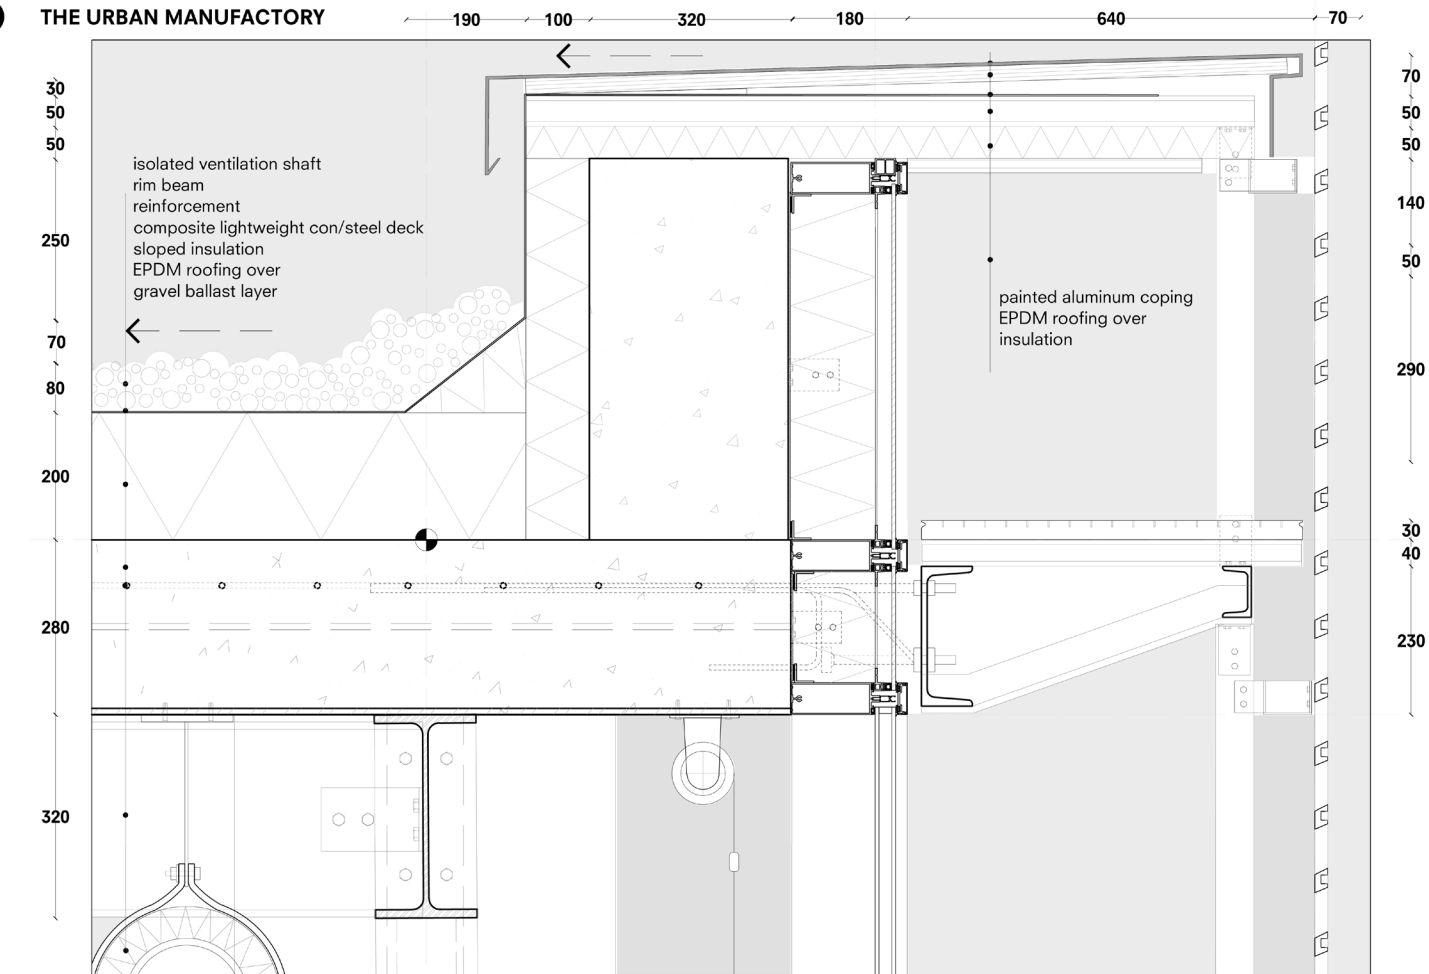 THE URBAN MANUFACTORY
190 100 320 180 640 70
30
50
50
250
70
80
200
280
320
isolated ventilation shaft
rim beam
reinforcement
composite lightweight con/steel deck
sloped insulation
EPDM roofing over
gravel ballast layer
painted aluminum coping
EPDM roofing over
insulation
70
50
50
140
50
290
30
40
230